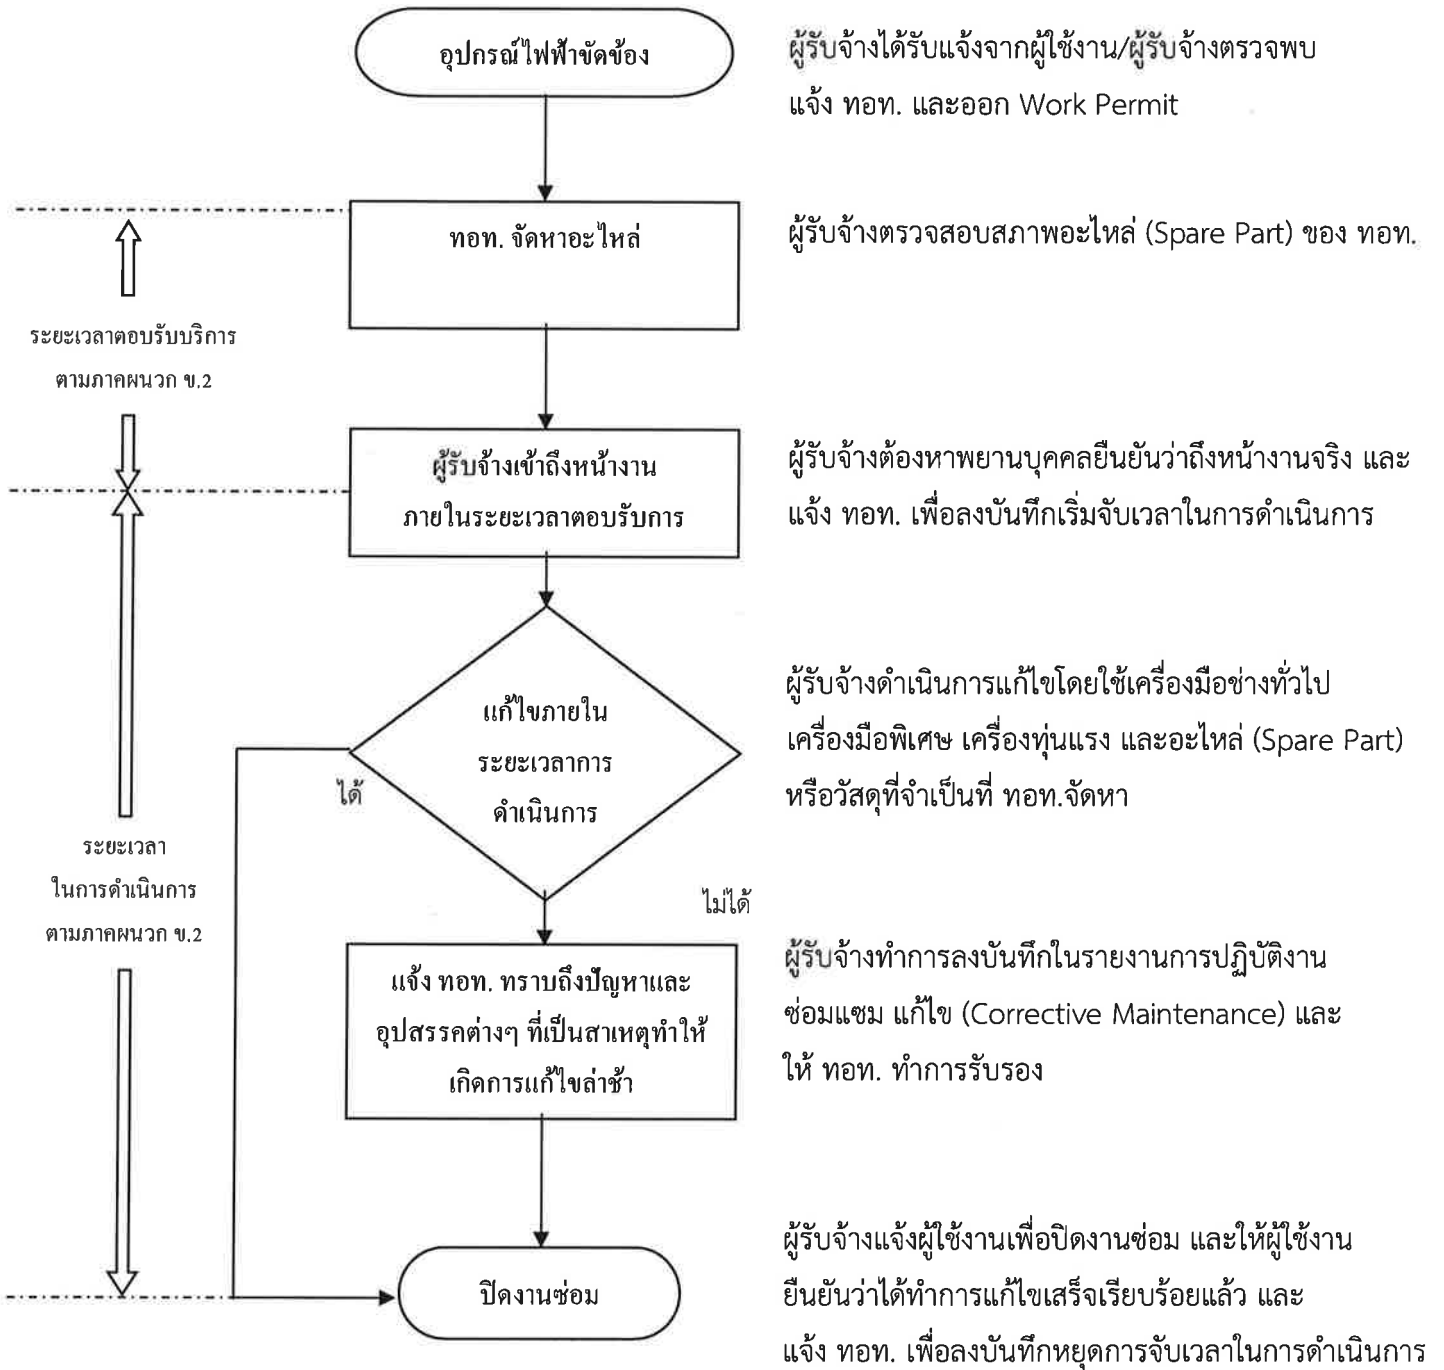 อุปกรณ์ไฟฟ้าขัดข้อง
ผู้รับจ้างได้รับแจ้งจากผู้ใช้งาน/ผู้รับจ้างตรวจพบ
แจ้ง ทอท. และออก Work Permit
ทอท. จัดหาอะไหล่
ผู้รับจ้างตรวจสอบสภาพอะไหล่ (Spare Part) ของ ทอท.
ระยะเวลาตอบรับบริการ
ตามภาคผนวก ข.2
ผู้รับจ้างเข้าถึงหน้างาน
ภายในระยะเวลาตอบรับการ
ผู้รับจ้างต้องหาพยานบุคคลยืนยันว่าถึงหน้างานจริง และ
แจ้ง ทอท. เพื่อลงบันทึกเริ่มจับเวลาในการดำเนินการ
แก้ไขภายใน
ระยะเวลาการ
ดำเนินการ
ได้
ไม่ได้
ผู้รับจ้างดำเนินการแก้ไขโดยใช้เครื่องมือช่างทั่วไป
เครื่องมือพิเศษ เครื่องทุ่นแรง และอะไหล่ (Spare Part)
หรือวัสดุที่จำเป็นที่ ทอท.จัดหา
ระยะเวลา
ในการดำเนินการ
ตามภาคผนวก ข.2
แจ้ง ทอท. ทราบถึงปัญหาและ
อุปสรรคต่างๆ ที่เป็นสาเหตุทำให้
เกิดการแก้ไขล่าช้า
ผู้รับจ้างทำการลงบันทึกในรายงานการปฏิบัติงาน
ซ่อมแซม แก้ไข (Corrective Maintenance) และ
ให้ ทอท. ทำการรับรอง
ปิดงานซ่อม
ผู้รับจ้างแจ้งผู้ใช้งานเพื่อปิดงานซ่อม และให้ผู้ใช้งาน
ยืนยันว่าได้ทำการแก้ไขเสร็จเรียบร้อยแล้ว และ
แจ้ง ทอท. เพื่อลงบันทึกหยุดการจับเวลาในการดำเนินการ